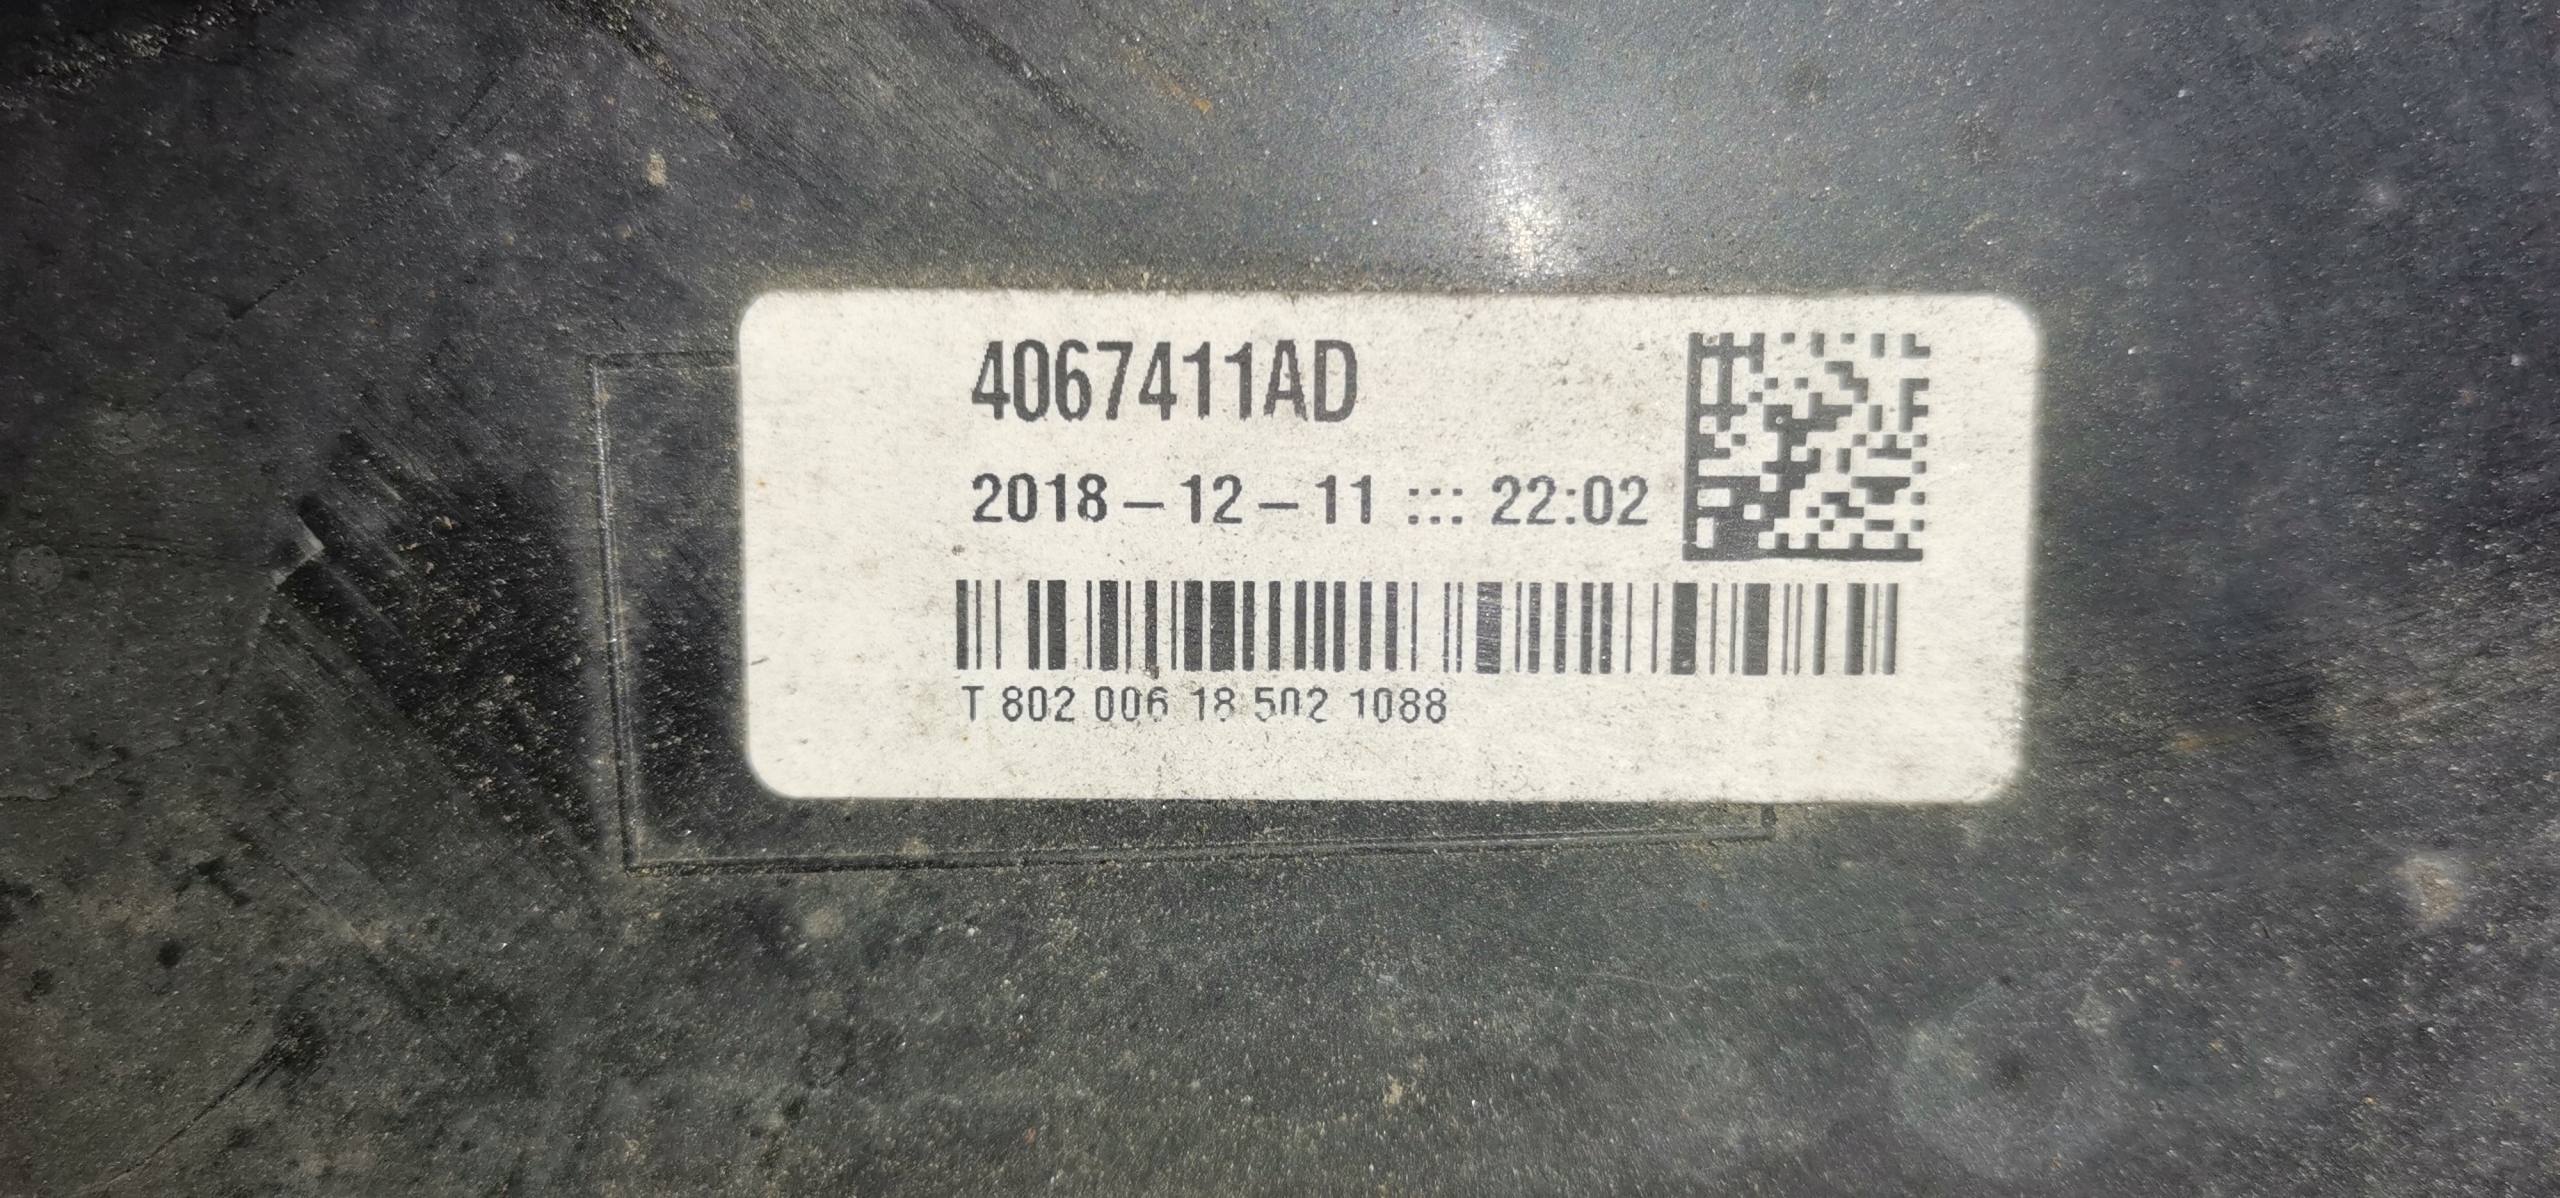 4067411AD
2018 – 12 – 11 ::: 22:02
T 802 006 18 502 1088